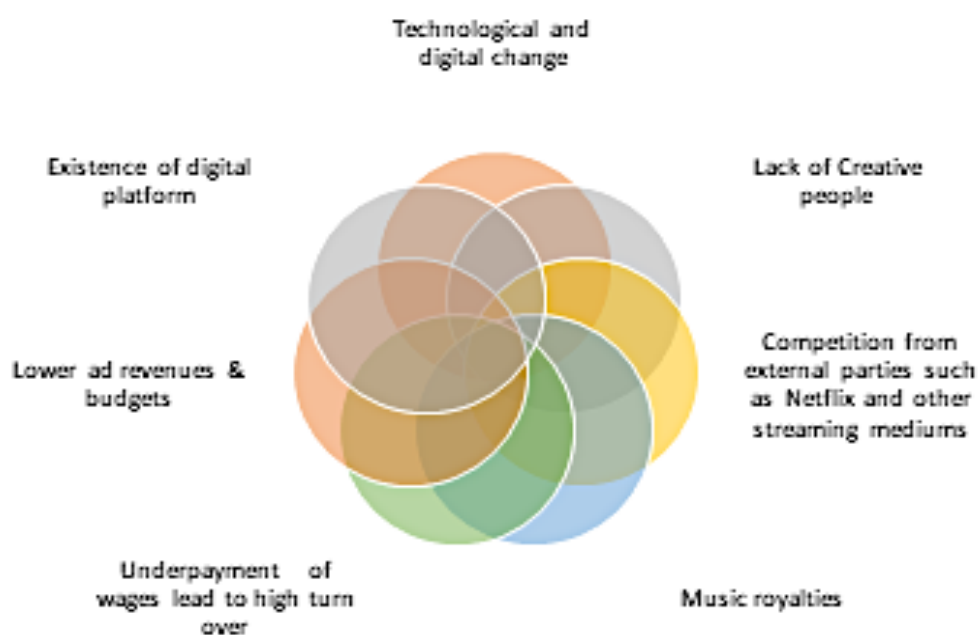 Technological and
digital change
Existence of digital
platform
Lack of Creative
people
Lower ad revenues &
budgets
Competition from
external parties such
as Netflix and other
streaming mediums
Underpayment of
wages lead to high turn
over
Music royalties